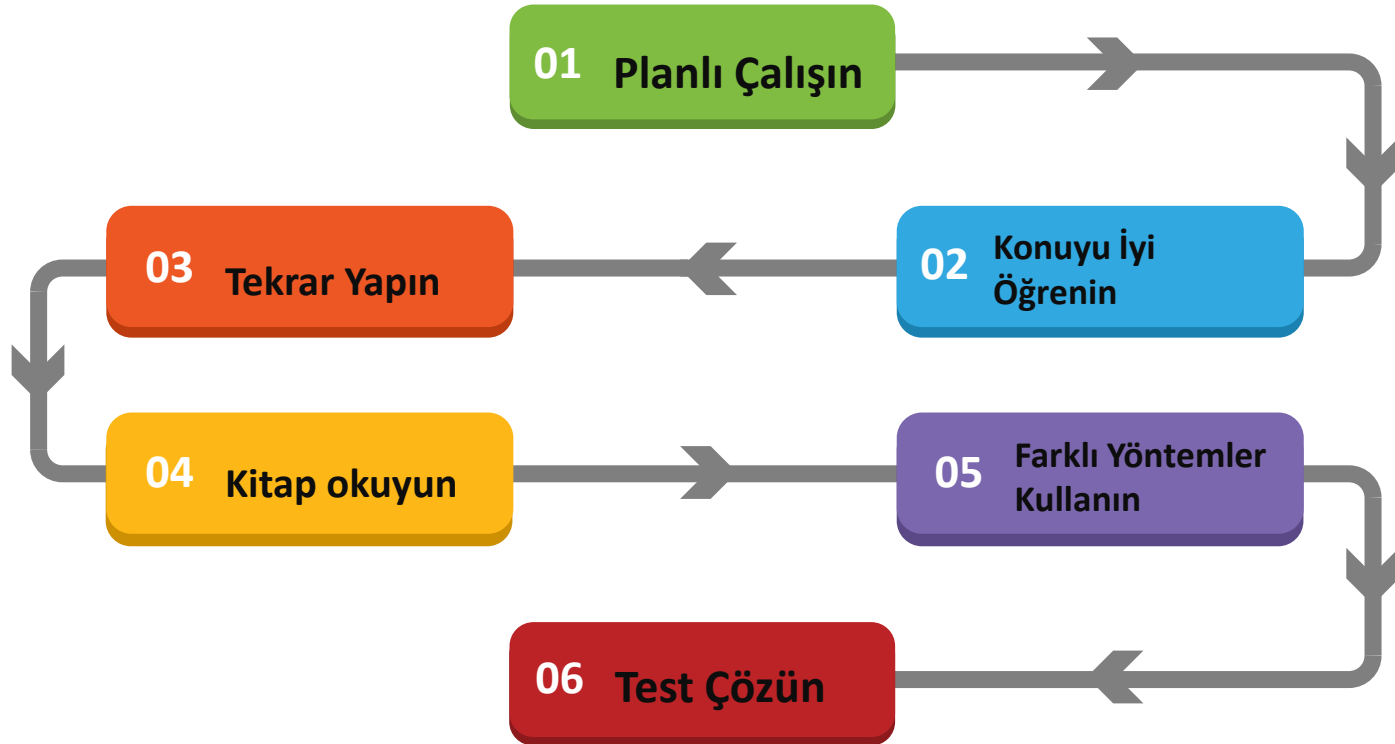 01 Planlı Çalışın
02 Konuyu İyi
Öğrenin
03 Tekrar Yapın
04 Kitap okuyun
05 Farklı Yöntemler
Kullanın
06 Test Çözün